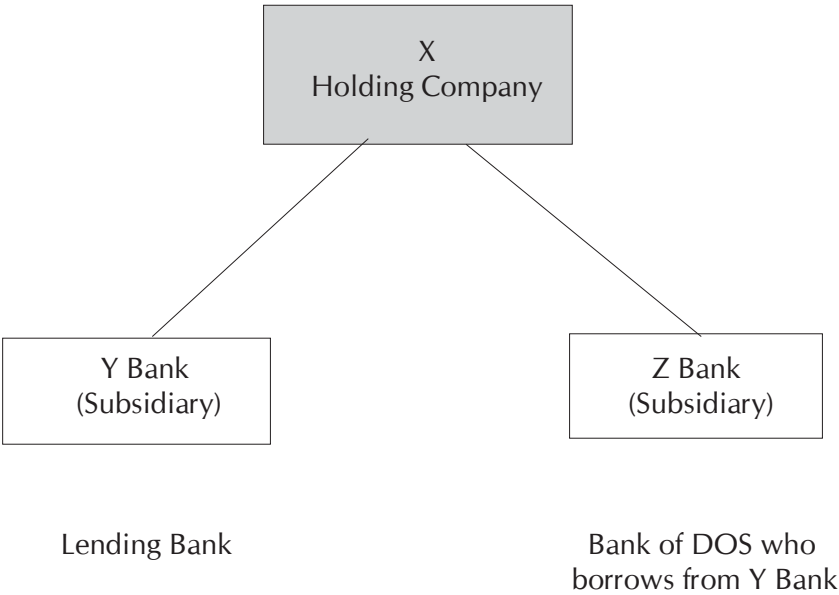 X
Holding Company
Y Bank
(Subsidiary)
Z Bank
(Subsidiary)
Lending Bank
Bank of DOS who
borrows from Y Bank